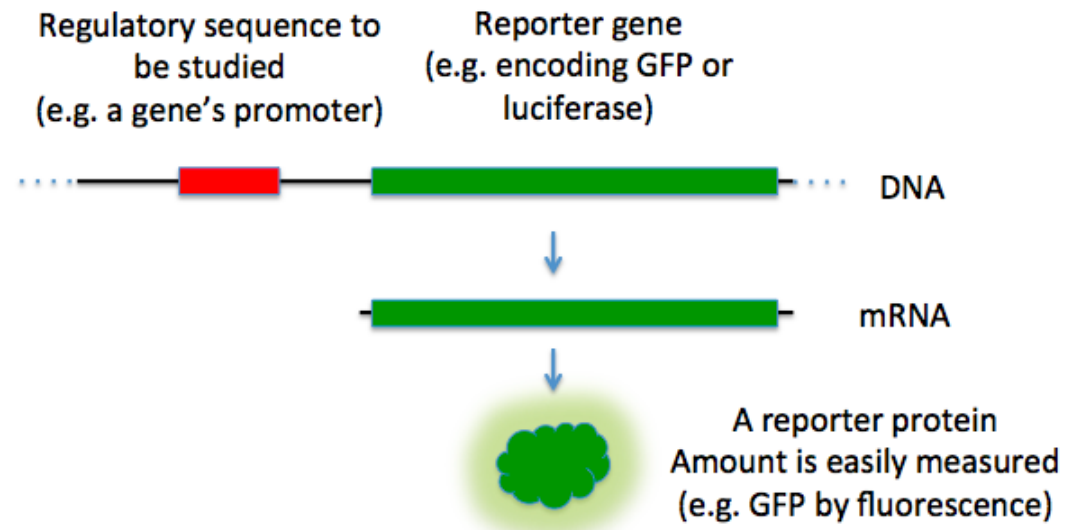 Regulatory sequence to
be studied
(e.g. a gene's promoter)
Reporter gene
(e.g. encoding GFP or
luciferase)
DNA
mRNA
A reporter protein
Amount is easily measured
(e.g. GFP by fluorescence)